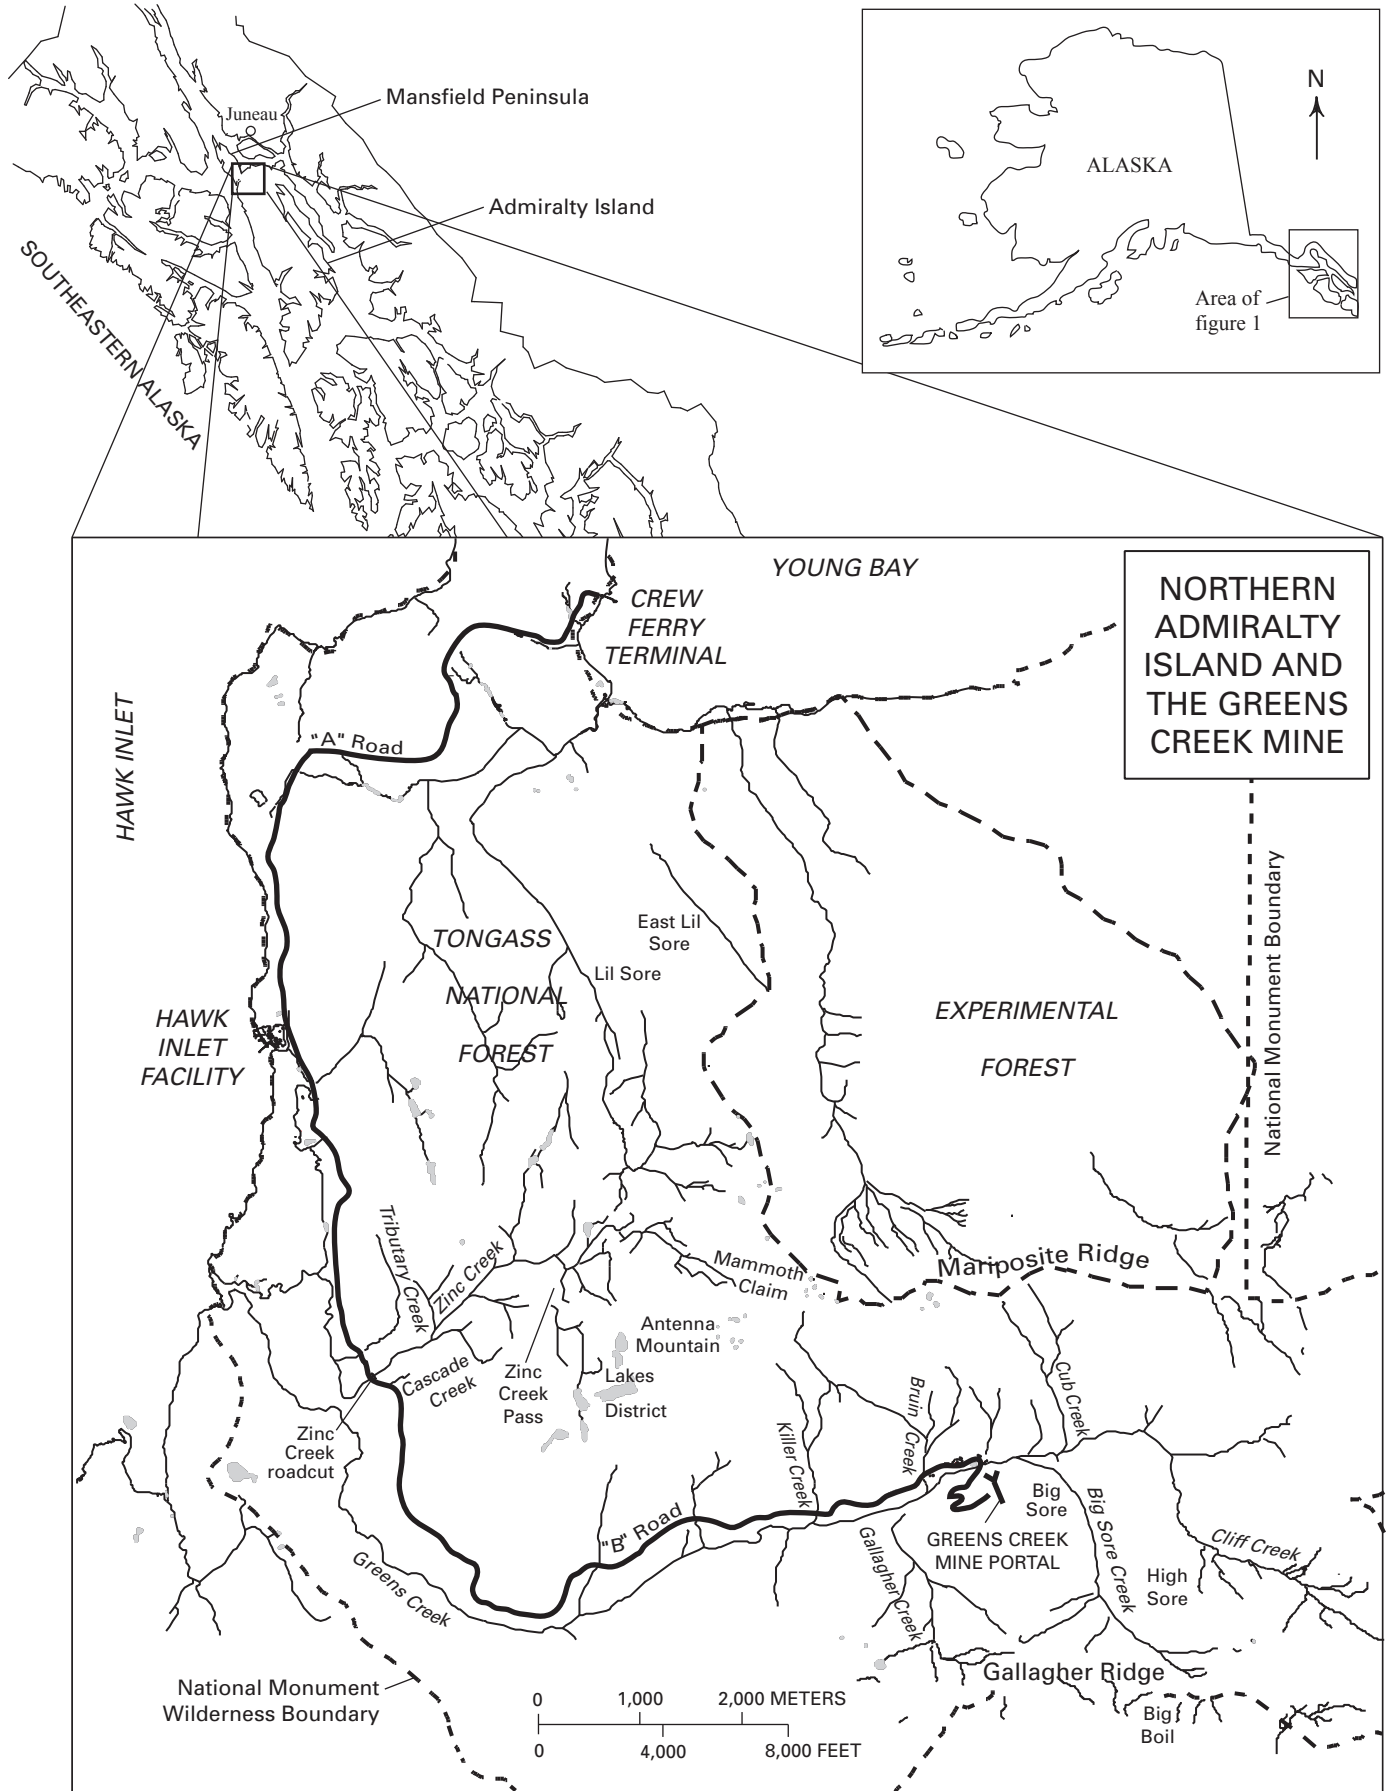 Mansfield Peninsula
Juneau
Admiralty Island
SOUTHEASTERN ALASKA
N
ALASKA
Area of
figure 1
YOUNG BAY
NORTHERN
ADMIRALTY
ISLAND AND
THE GREENS
CREEK MINE
CREW
FERRY
TERMINAL
HAWK INLET
"A" Road
National Monument Boundary
East Lil
Sore
TONGASS
Lil Sore
NATIONAL
FOREST
EXPERIMENTAL
FOREST
HAWK
INLET
FACILITY
Tributary
Creek
Zinc Creek
Mammoth
Claim
Mariposite Ridge
Antenna
Mountain
Cascade
Creek
Zinc
Creek
Pass
Lakes
District
Zinc
Creek
roadcut
Killer Creek
Bruin
Creek
Cub Creek
Big
Sore
Big Sore Creek
GREENS CREEK
MINE PORTAL
"B" Road
Greens Creek
Gallagher Creek
High
Sore
Cliff Creek
Gallagher Ridge
Big
Boil
National Monument
Wilderness Boundary
0 1,000 2,000 METERS
0 4,000 8,000 FEET